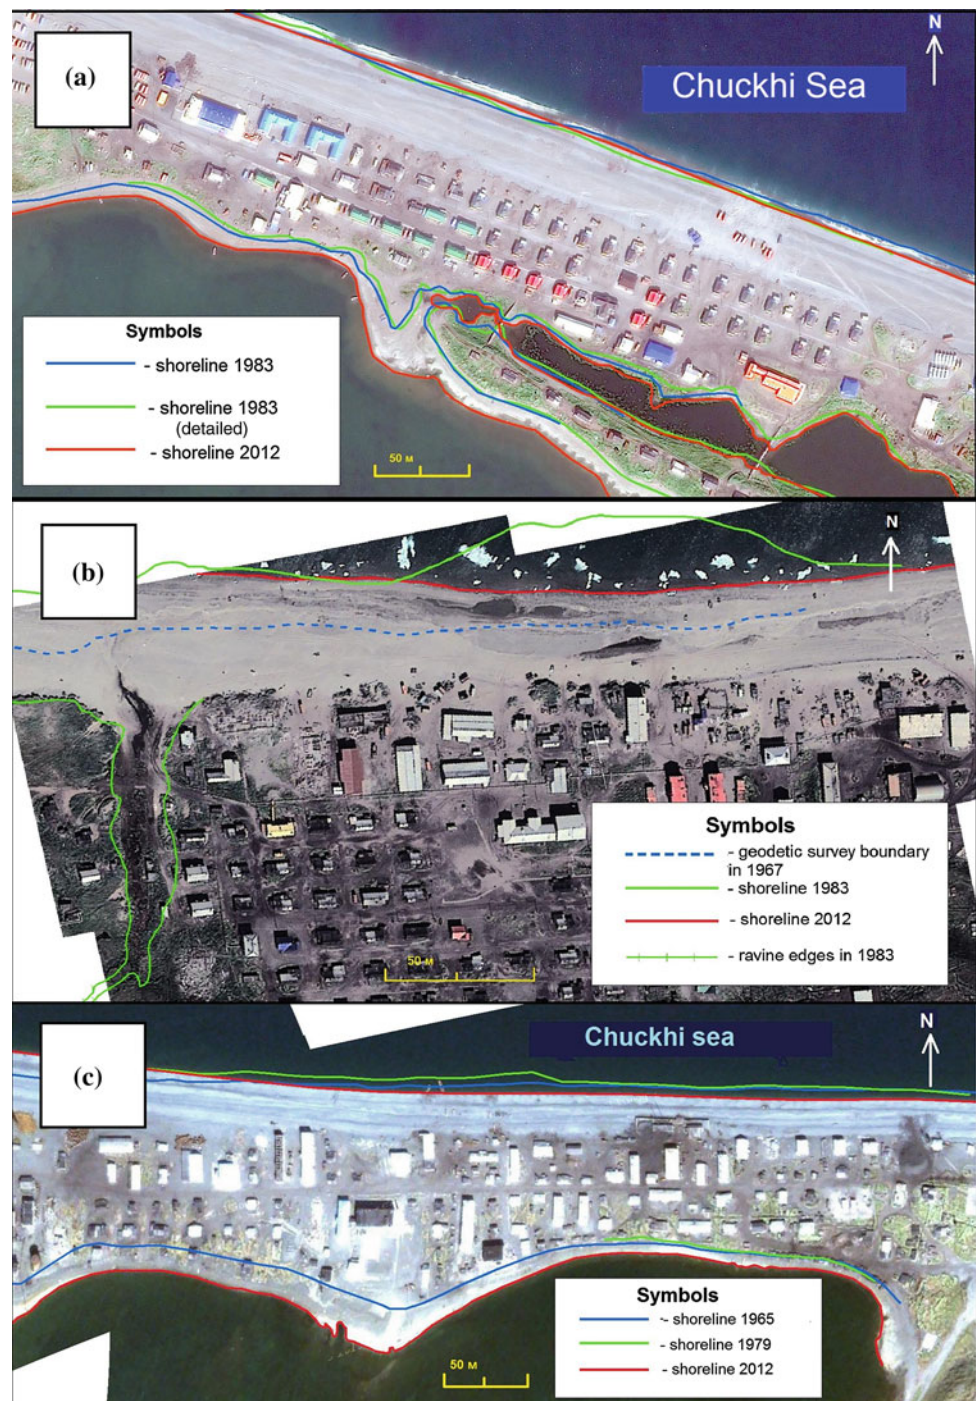 (a)
N
Chuckhi Sea
Symbols
- shoreline 1983
- shoreline 1983
(detailed)
- shoreline 2012
50 м
(b)
N
Symbols
- geodetic survey boundary
in 1967
- shoreline 1983
- shoreline 2012
- ravine edges in 1983
50 м
(c)
Chuckhi sea
N
Symbols
- shoreline 1965
- shoreline 1979
- shoreline 2012
50 м